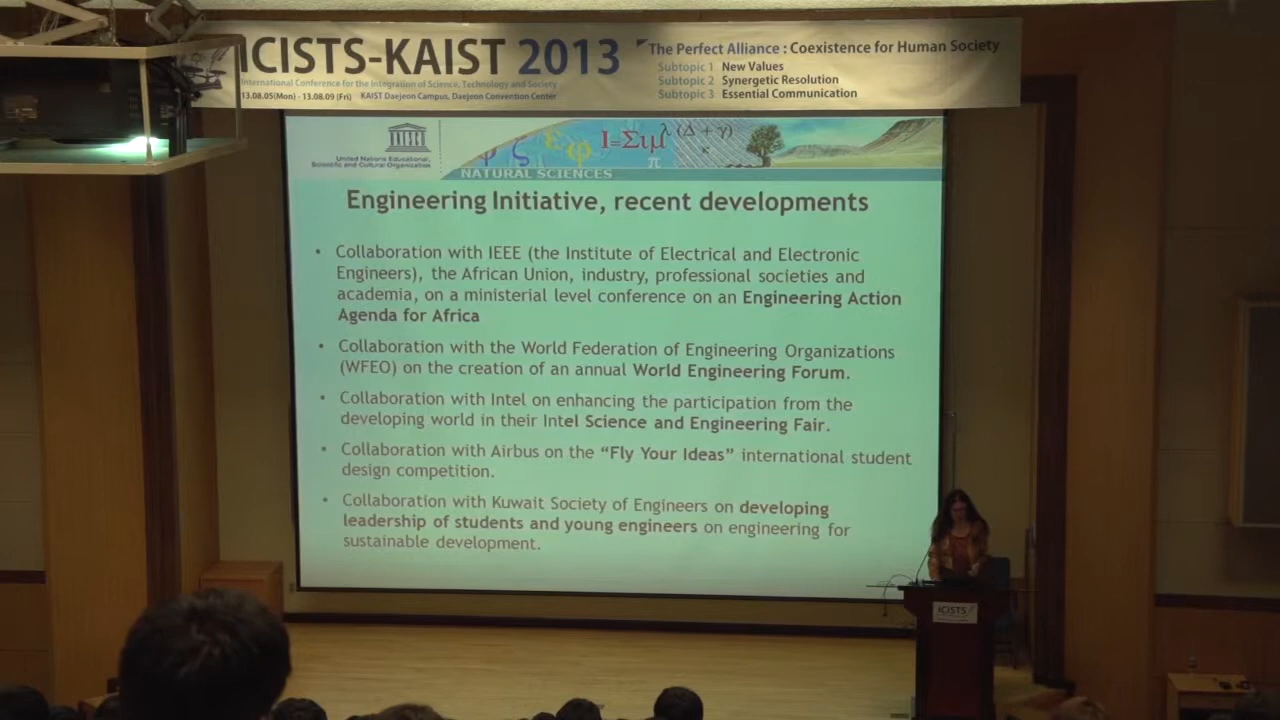 ICISTS-KAIST 2013
International Conference for the Integration of Science, Technology and Society
13.08.05(Mon) - 13.08.09 (Fri) KAIST Daejeon Campus, Daejeon Convention Center
The Perfect Alliance : Coexistence for Human Society
Subtopic 1 New Values
Subtopic 2 Synergetic Resolution
Subtopic 3 Essential Communication
UNESCO
United Nations Educational,
Scientific and Cultural Organization
I=Σιμλ(Δ+γ)
π κ
ψ ζ ξ φ
NATURAL SCIENCES
Engineering Initiative, recent developments
• Collaboration with IEEE (the Institute of Electrical and Electronic
Engineers), the African Union, industry, professional societies and
academia, on a ministerial level conference on an Engineering Action
Agenda for Africa
• Collaboration with the World Federation of Engineering Organizations
(WFEO) on the creation of an annual World Engineering Forum.
• Collaboration with Intel on enhancing the participation from the
developing world in their Intel Science and Engineering Fair.
• Collaboration with Airbus on the “Fly Your Ideas” international student
design competition.
• Collaboration with Kuwait Society of Engineers on developing
leadership of students and young engineers on engineering for
sustainable development.
ICISTS